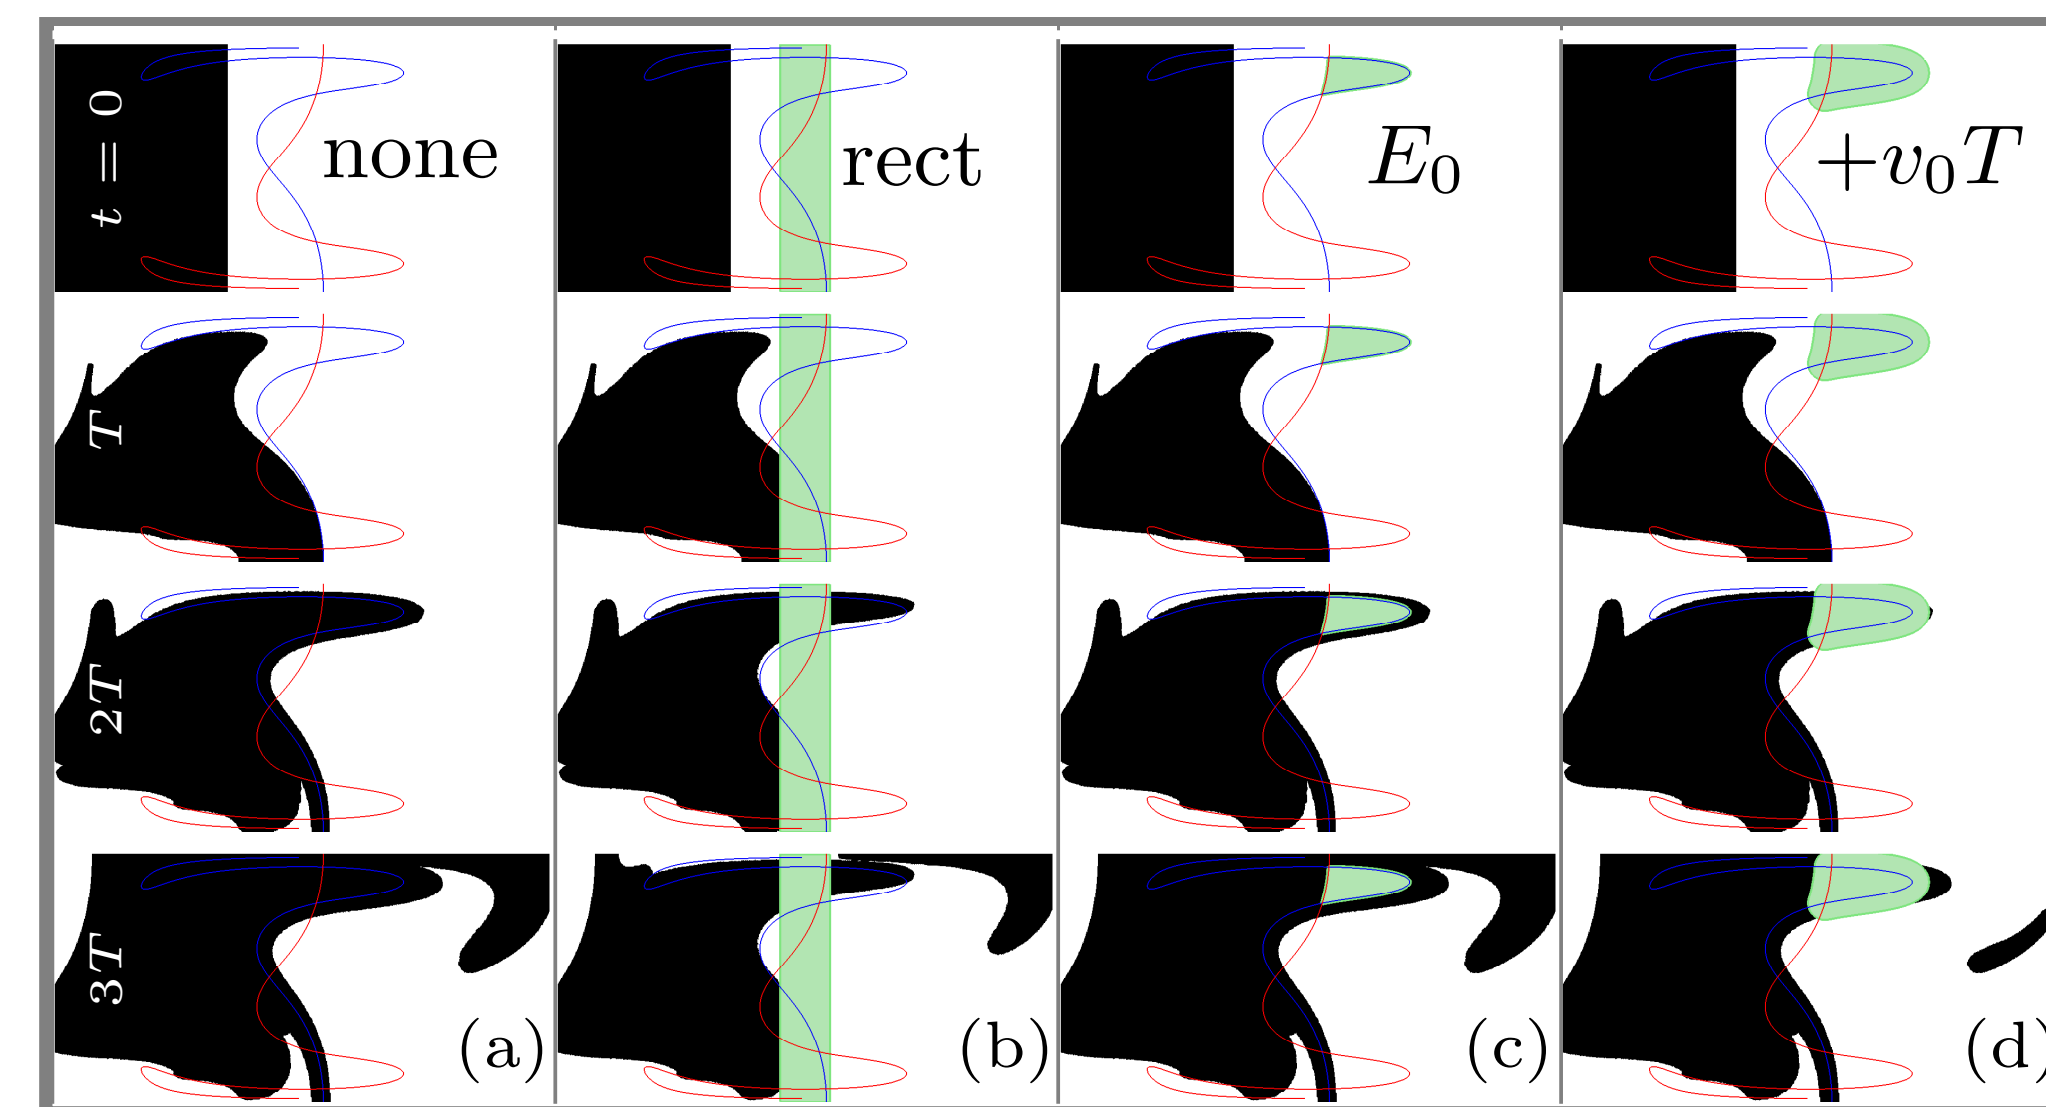 t = 0
none
rect
E₀
+v₀T
T
2T
3T
(a)
(b)
(c)
(d)